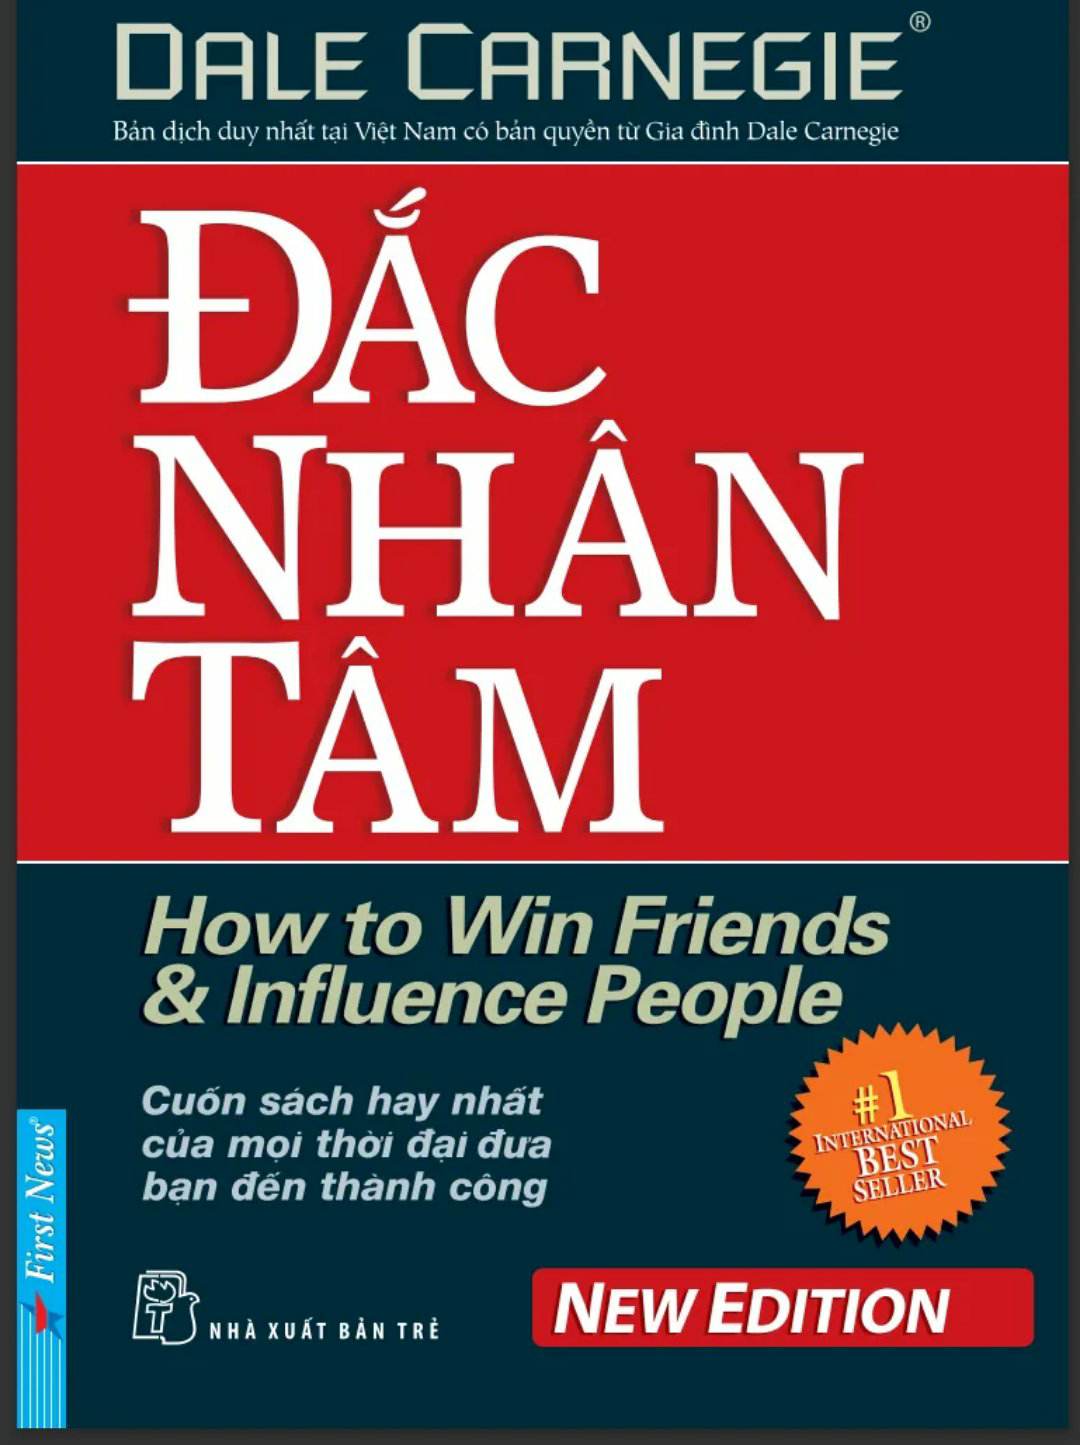 DALE CARNEGIE®
Bản dịch duy nhất tại Việt Nam có bản quyền từ Gia đình Dale Carnegie
ĐẮC
NHÂN
TÂM
How to Win Friends
& Influence People
Cuốn sách hay nhất
của mọi thời đại đưa
bạn đến thành công
#1
INTERNATIONAL
BEST
SELLER
First News®
T
NHÀ XUẤT BẢN TRẺ
NEW EDITION